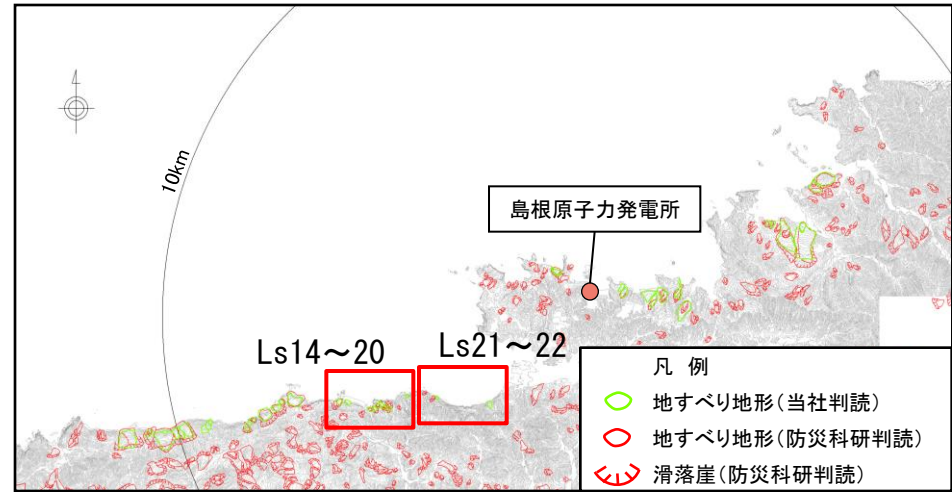 4
10km
島根原子力発電所
Ls14～20
Ls21～22
凡 例
地すべり地形(当社判読)
地すべり地形(防災科研判読)
滑落崖(防災科研判読)